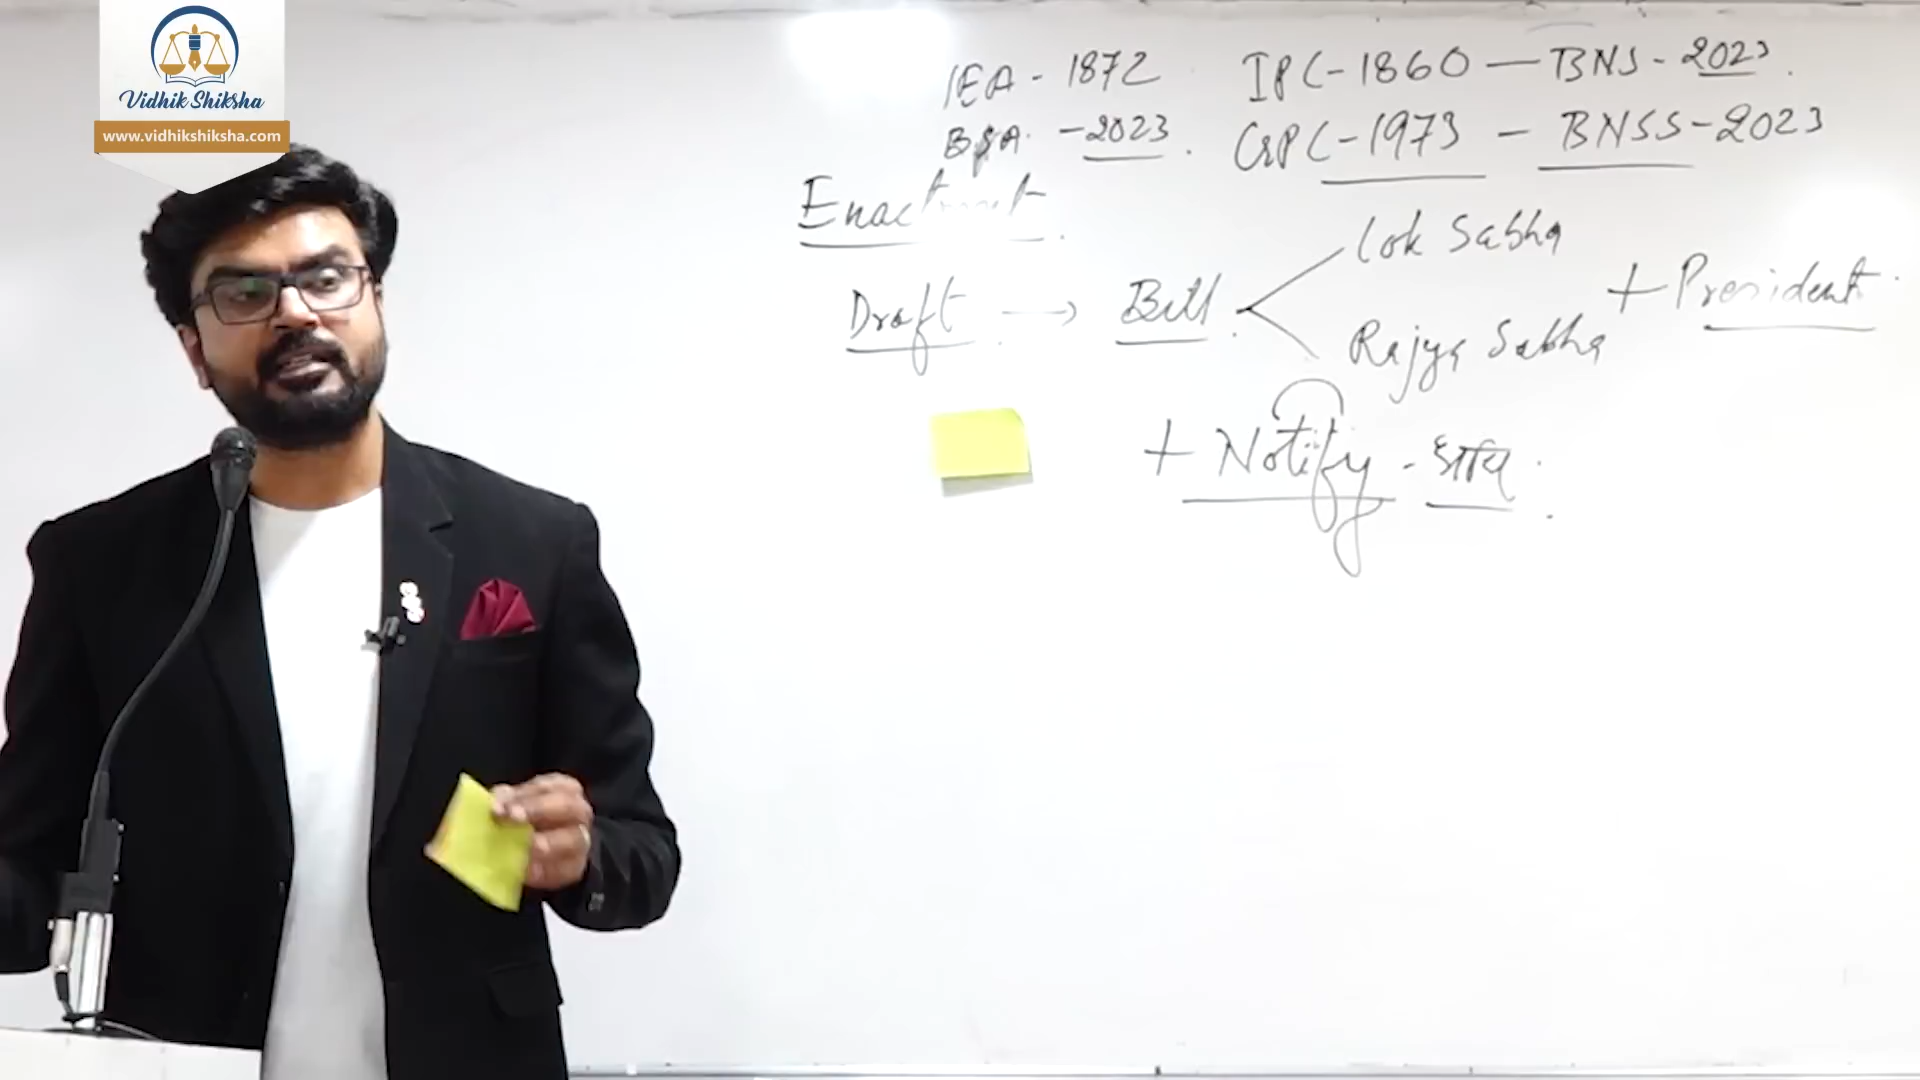 Vidhik Shiksha
www.vidhikshiksha.com
IEA - 1872 IPC - 1860 — BNS - 2023.
BSA - 2023. CrPC - 1973 - BNSS - 2023
Enactment.
Lok Sabha
Draft → Bill + President
Rajya Sabha
+ Notify -